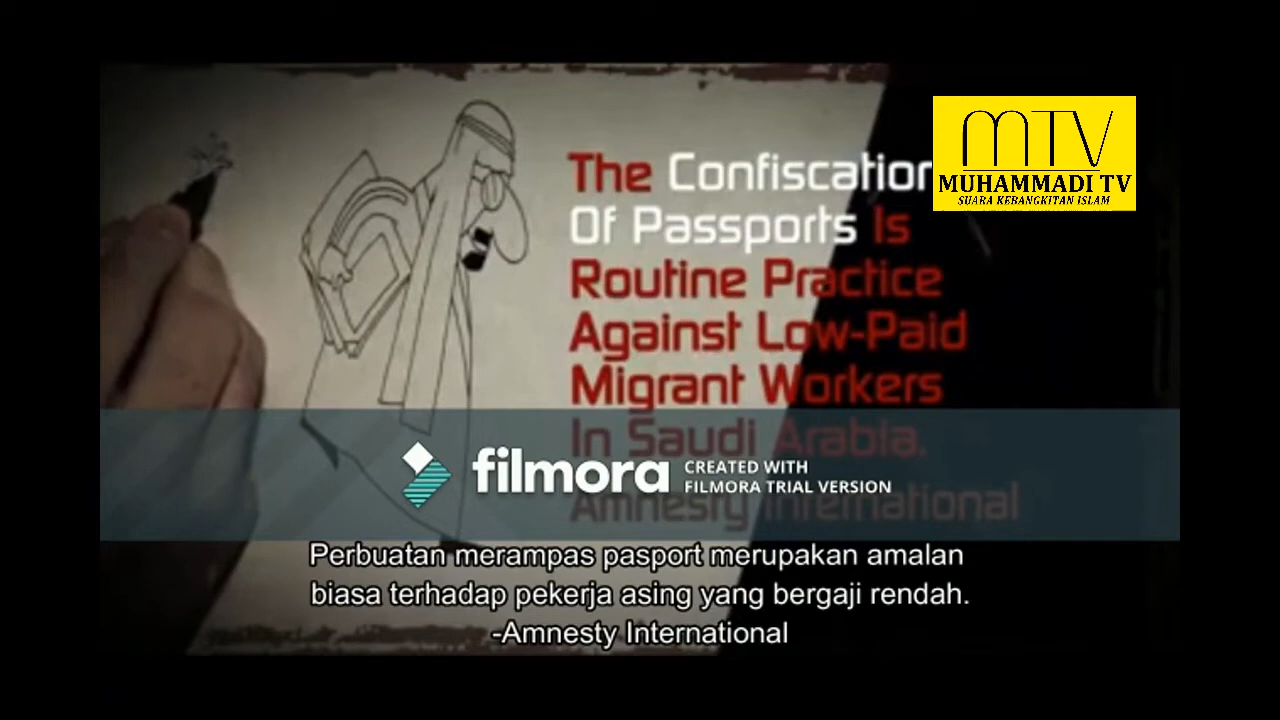 The Confiscation
Of Passports Is
Routine Practice
Against Low-Paid
Migrant Workers
In Saudi Arabia.
Amnesty International
MTV
MUHAMMADI TV
SUARA KEBANGKITAN ISLAM
filmora
CREATED WITH
FILMORA TRIAL VERSION
Perbuatan merampas pasport merupakan amalan
biasa terhadap pekerja asing yang bergaji rendah.
-Amnesty International